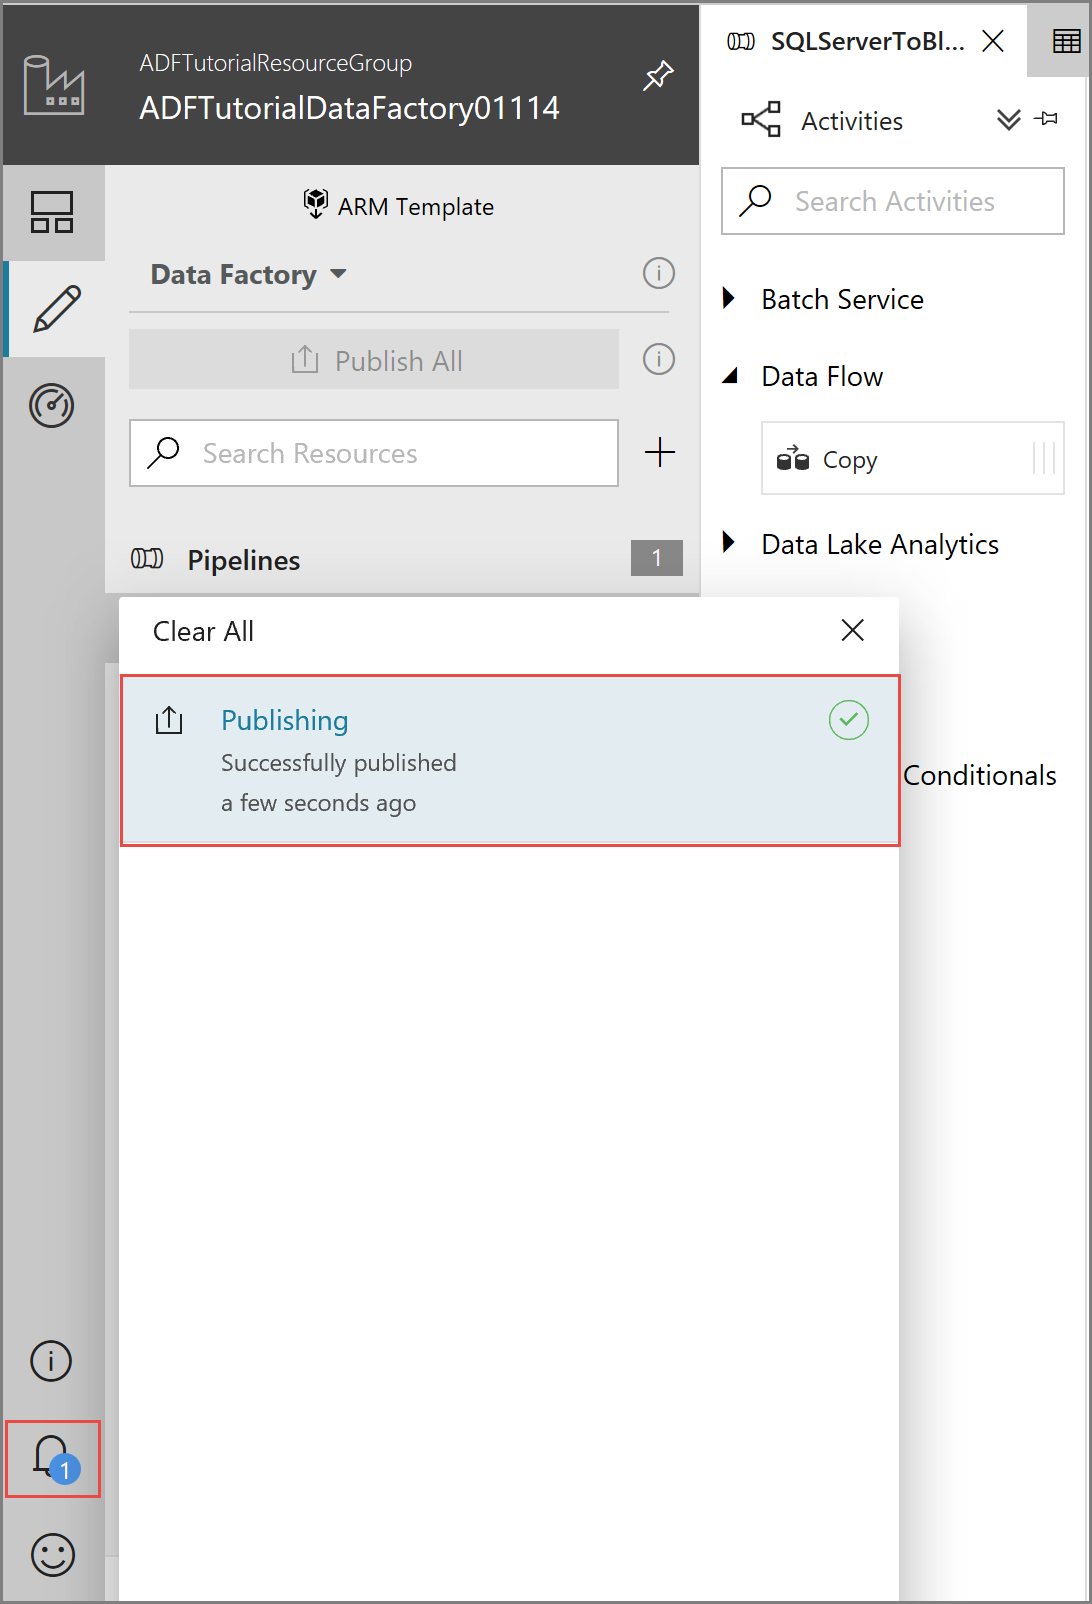 ADFTutorialResourceGroup
ADFTutorialDataFactory01114
SQLServerToBl...
Activities
Search Activities
ARM Template
Data Factory
Publish All
Search Resources
Pipelines 1
Batch Service
Data Flow
Copy
Data Lake Analytics
Conditionals
Clear All
Publishing
Successfully published
a few seconds ago
1